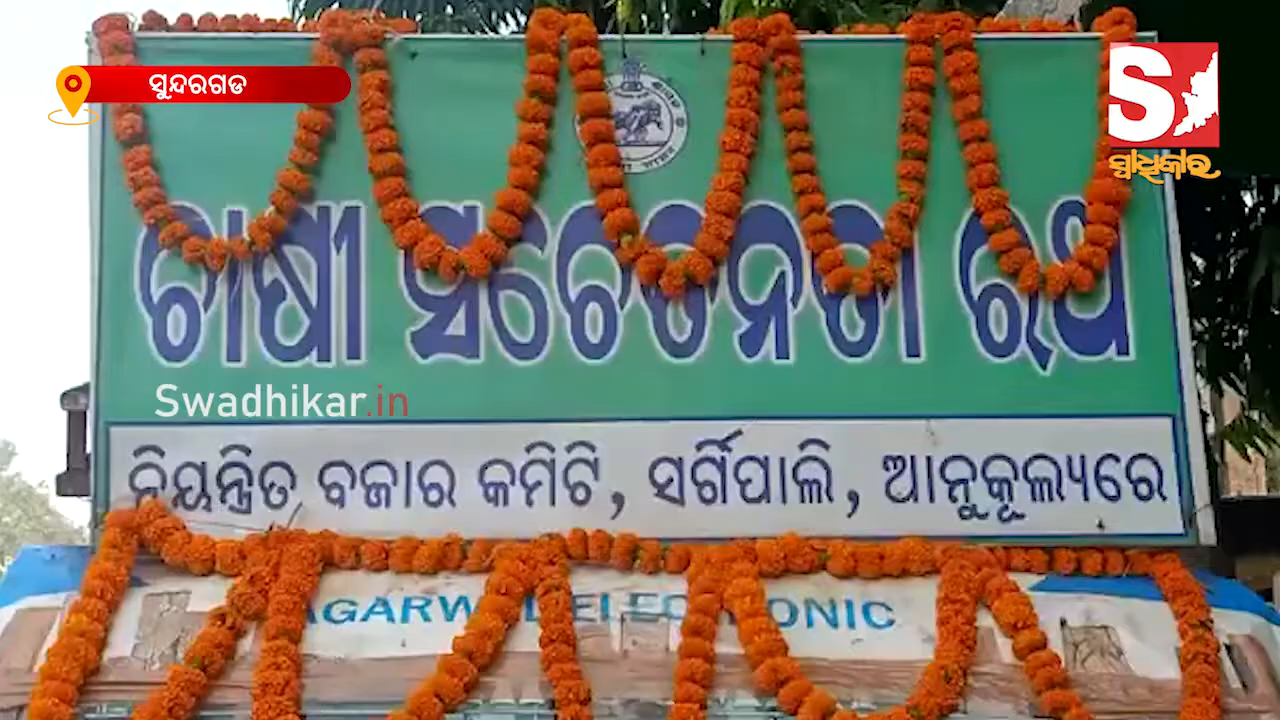 ସୁନ୍ଦରଗଡ
S
ସ୍ୱାଧିକାର
ଚାଷୀ ସଚେତନତା ରଥ
Swadhikar.in
ନିୟନ୍ତ୍ରିତ ବଜାର କମିଟି, ସର୍ଗିପାଲି, ଆନୁକୂଲ୍ୟରେ